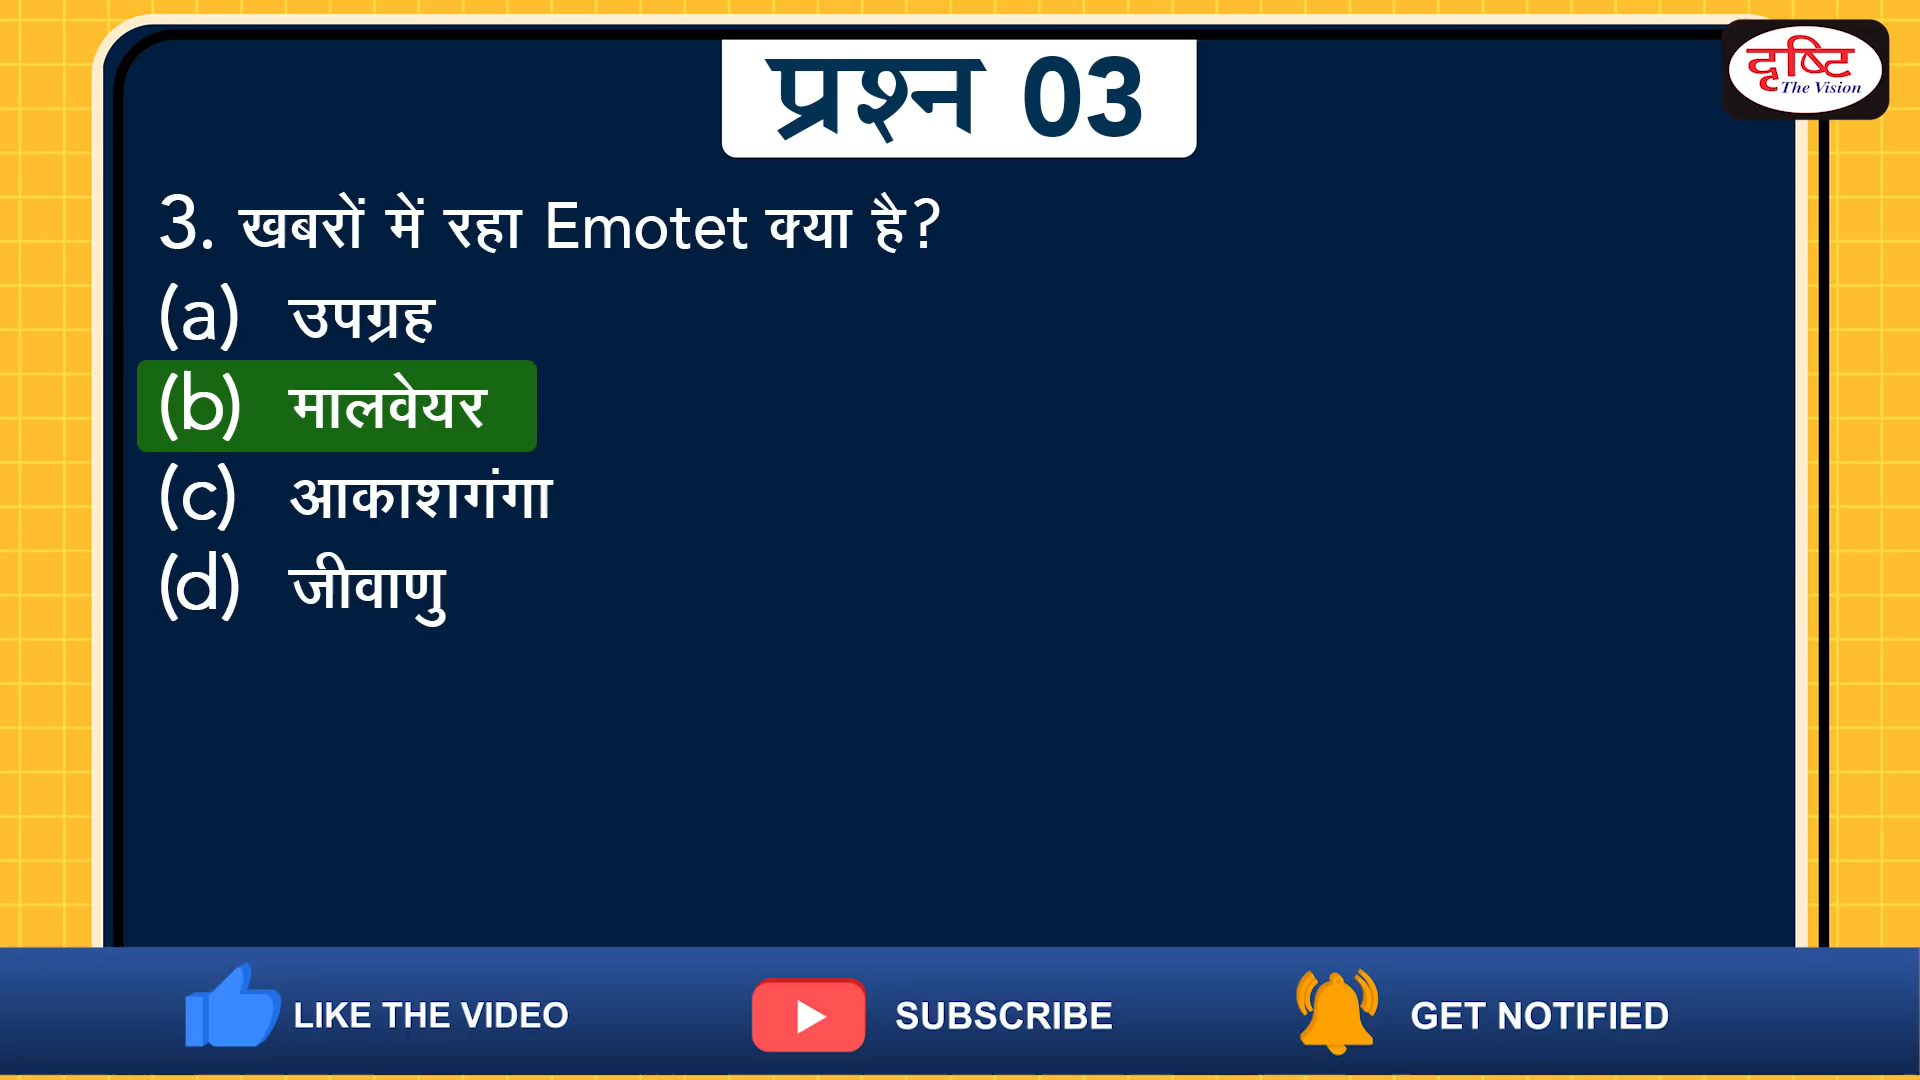 प्रश्न 03
दृष्टि
The Vision
3. खबरों में रहा Emotet क्या है?
(a) उपग्रह
(b) मालवेयर
(c) आकाशगंगा
(d) जीवाणु
LIKE THE VIDEO
SUBSCRIBE
GET NOTIFIED